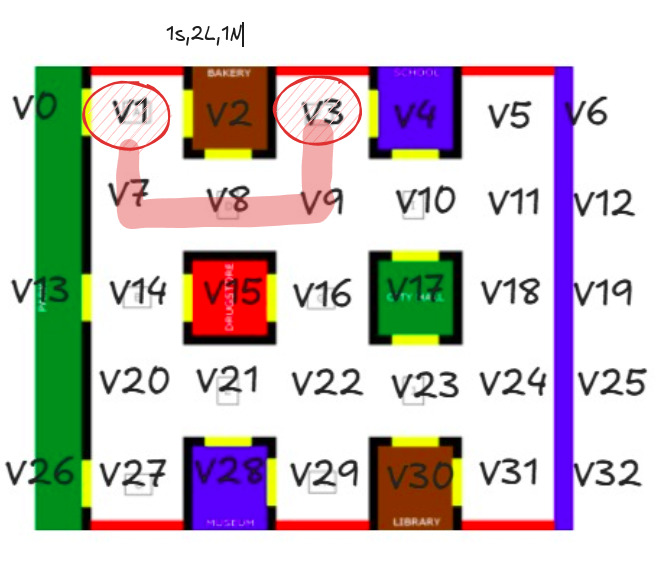 1s,2L,1N
BAKERY SCHOOL
V0 V1 V2 V3 V4 V5 V6
V7 V8 V9 V10 V11 V12
V13 V14 V15 V16 V17 V18 V19
DRUGSTORE
CITY HALL
V20 V21 V22 V23 V24 V25
V26 V27 V28 V29 V30 V31 V32
MUSEUM LIBRARY